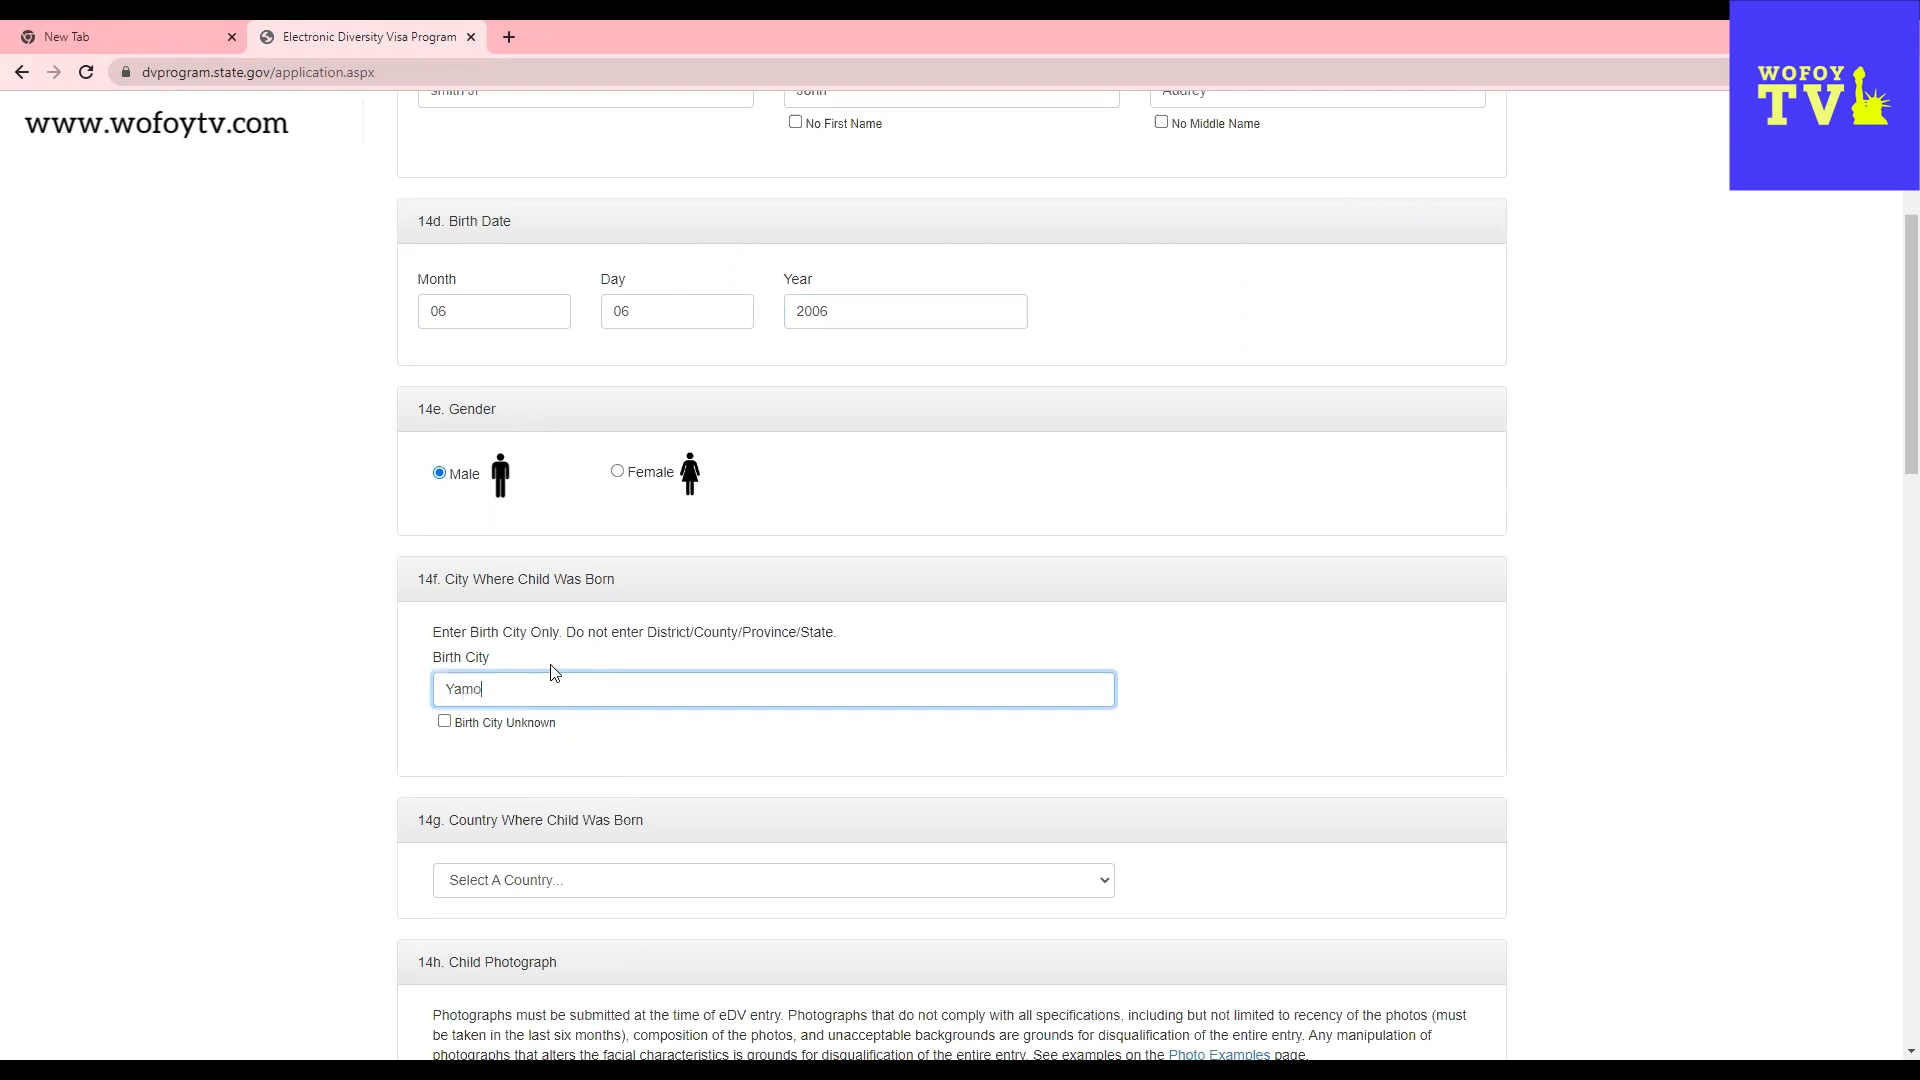 New Tab
Electronic Diversity Visa Program
dvprogram.state.gov/application.aspx
WOFOY
TV
www.wofoytv.com
Smith Jr John Audrey
No First Name No Middle Name
14d. Birth Date
Month Day Year
06 06 2006
14e. Gender
Male Female
14f. City Where Child Was Born
Enter Birth City Only. Do not enter District/County/Province/State.
Birth City
Yamo
Birth City Unknown
14g. Country Where Child Was Born
Select A Country...
14h. Child Photograph
Photographs must be submitted at the time of eDV entry. Photographs that do not comply with all specifications, including but not limited to recency of the photos (must
be taken in the last six months), composition of the photos, and unacceptable backgrounds are grounds for disqualification of the entire entry. Any manipulation of
photographs that alters the facial characteristics is grounds for disqualification of the entire entry. See examples on the Photo Examples page.